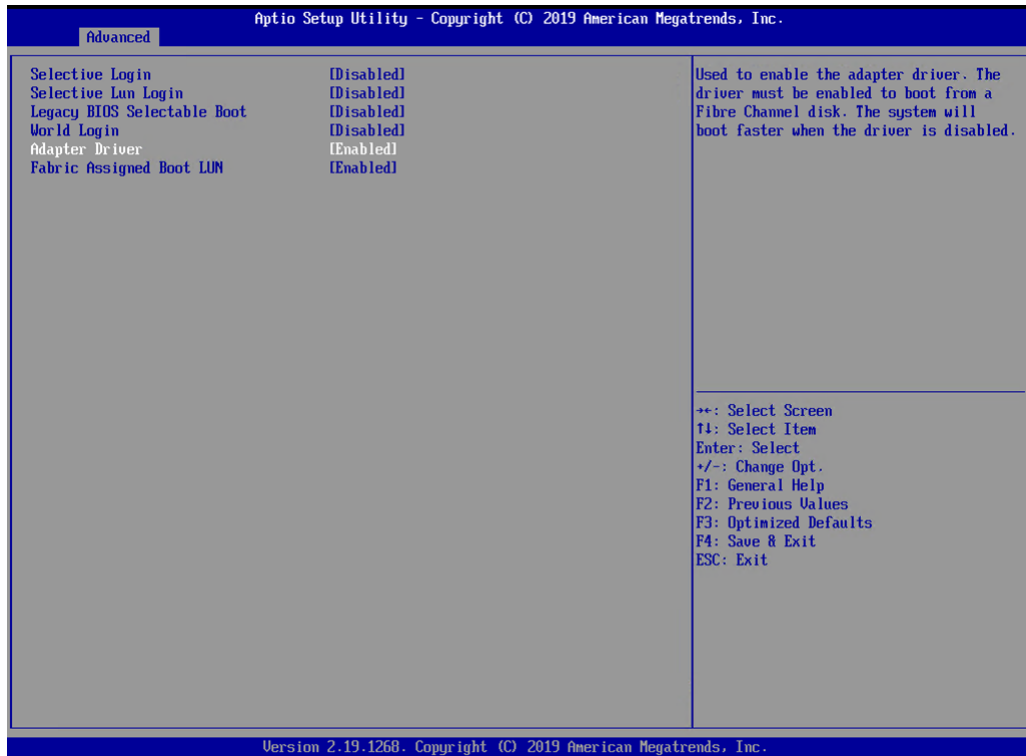 Aptio Setup Utility - Copyright (C) 2019 American Megatrends, Inc.
Advanced
Selective Login [Disabled]
Selective Lun Login [Disabled]
Legacy BIOS Selectable Boot [Disabled]
World Login [Disabled]
Adapter Driver [Enabled]
Fabric Assigned Boot LUN [Enabled]
Used to enable the adapter driver. The
driver must be enabled to boot from a
Fibre Channel disk. The system will
boot faster when the driver is disabled.
→←: Select Screen
↑↓: Select Item
Enter: Select
+/-: Change Opt.
F1: General Help
F2: Previous Values
F3: Optimized Defaults
F4: Save & Exit
ESC: Exit
Version 2.19.1268. Copyright (C) 2019 American Megatrends, Inc.